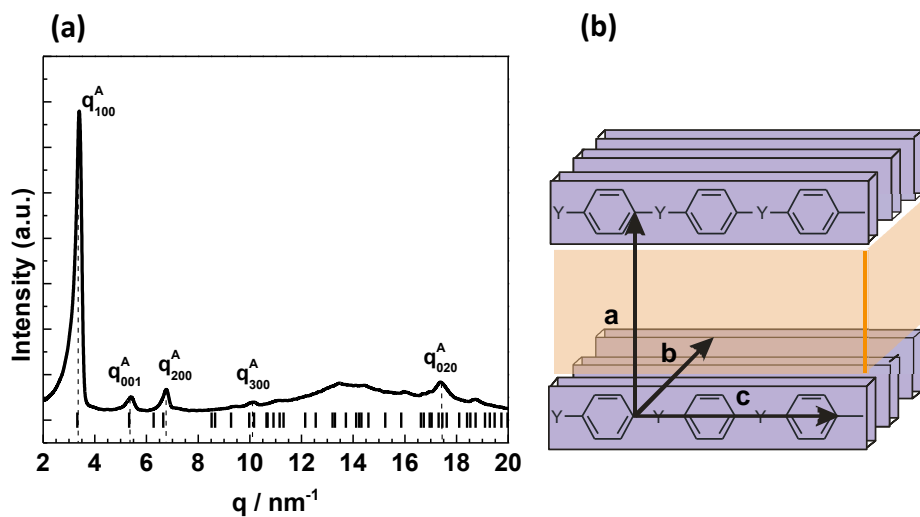 (a)
q^A_100
q^A_001
q^A_200
q^A_300
q^A_020
Intensity (a.u.)
2 4 6 8 10 12 14 16 18 20
q / nm^-1
(b)
Y Y Y
a
b
c
Y Y Y